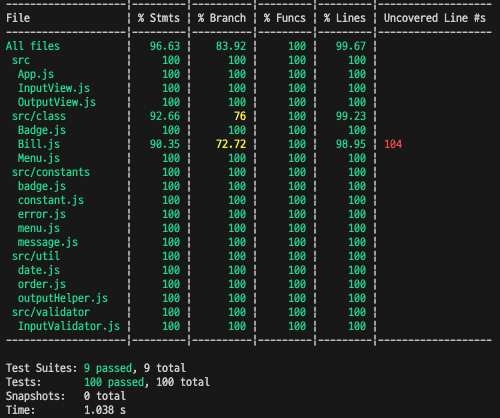 File | % Stmts | % Branch | % Funcs | % Lines | Uncovered Line #s
All files | 96.63 | 83.92 | 100 | 99.67 |
src | 100 | 100 | 100 | 100 |
App.js | 100 | 100 | 100 | 100 |
InputView.js | 100 | 100 | 100 | 100 |
OutputView.js | 100 | 100 | 100 | 100 |
src/class | 92.66 | 76 | 100 | 99.23 |
Badge.js | 100 | 100 | 100 | 100 |
Bill.js | 90.35 | 72.72 | 100 | 98.95 | 104
Menu.js | 100 | 100 | 100 | 100 |
src/constants | 100 | 100 | 100 | 100 |
badge.js | 100 | 100 | 100 | 100 |
constant.js | 100 | 100 | 100 | 100 |
error.js | 100 | 100 | 100 | 100 |
menu.js | 100 | 100 | 100 | 100 |
message.js | 100 | 100 | 100 | 100 |
src/util | 100 | 100 | 100 | 100 |
date.js | 100 | 100 | 100 | 100 |
order.js | 100 | 100 | 100 | 100 |
outputHelper.js | 100 | 100 | 100 | 100 |
src/validator | 100 | 100 | 100 | 100 |
InputValidator.js | 100 | 100 | 100 | 100 |
Test Suites: 9 passed, 9 total
Tests: 100 passed, 100 total
Snapshots: 0 total
Time: 1.038 s